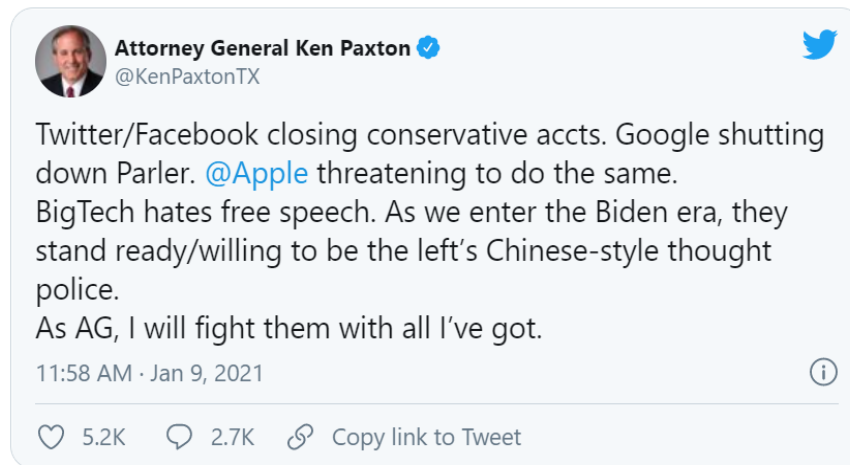 Attorney General Ken Paxton
@KenPaxtonTX
Twitter/Facebook closing conservative accts. Google shutting
down Parler. @Apple threatening to do the same.
BigTech hates free speech. As we enter the Biden era, they
stand ready/willing to be the left’s Chinese-style thought
police.
As AG, I will fight them with all I’ve got.
11:58 AM · Jan 9, 2021
5.2K 2.7K Copy link to Tweet